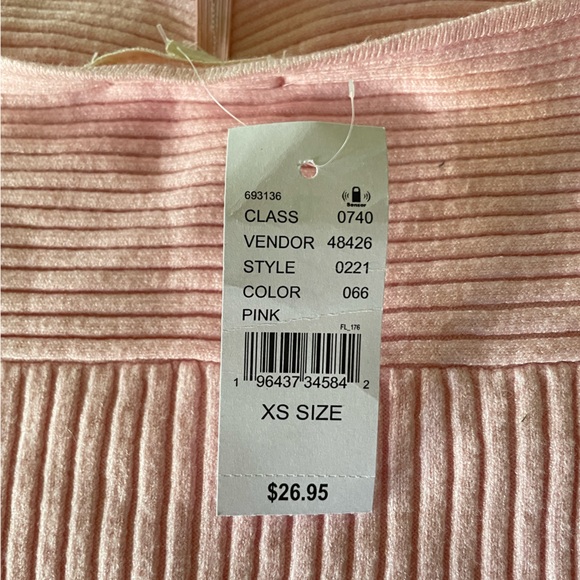 693136
Sensor
CLASS 0740
VENDOR 48426
STYLE 0221
COLOR 066
PINK
FL_176
1 96437 34584 2
XS SIZE
$26.95